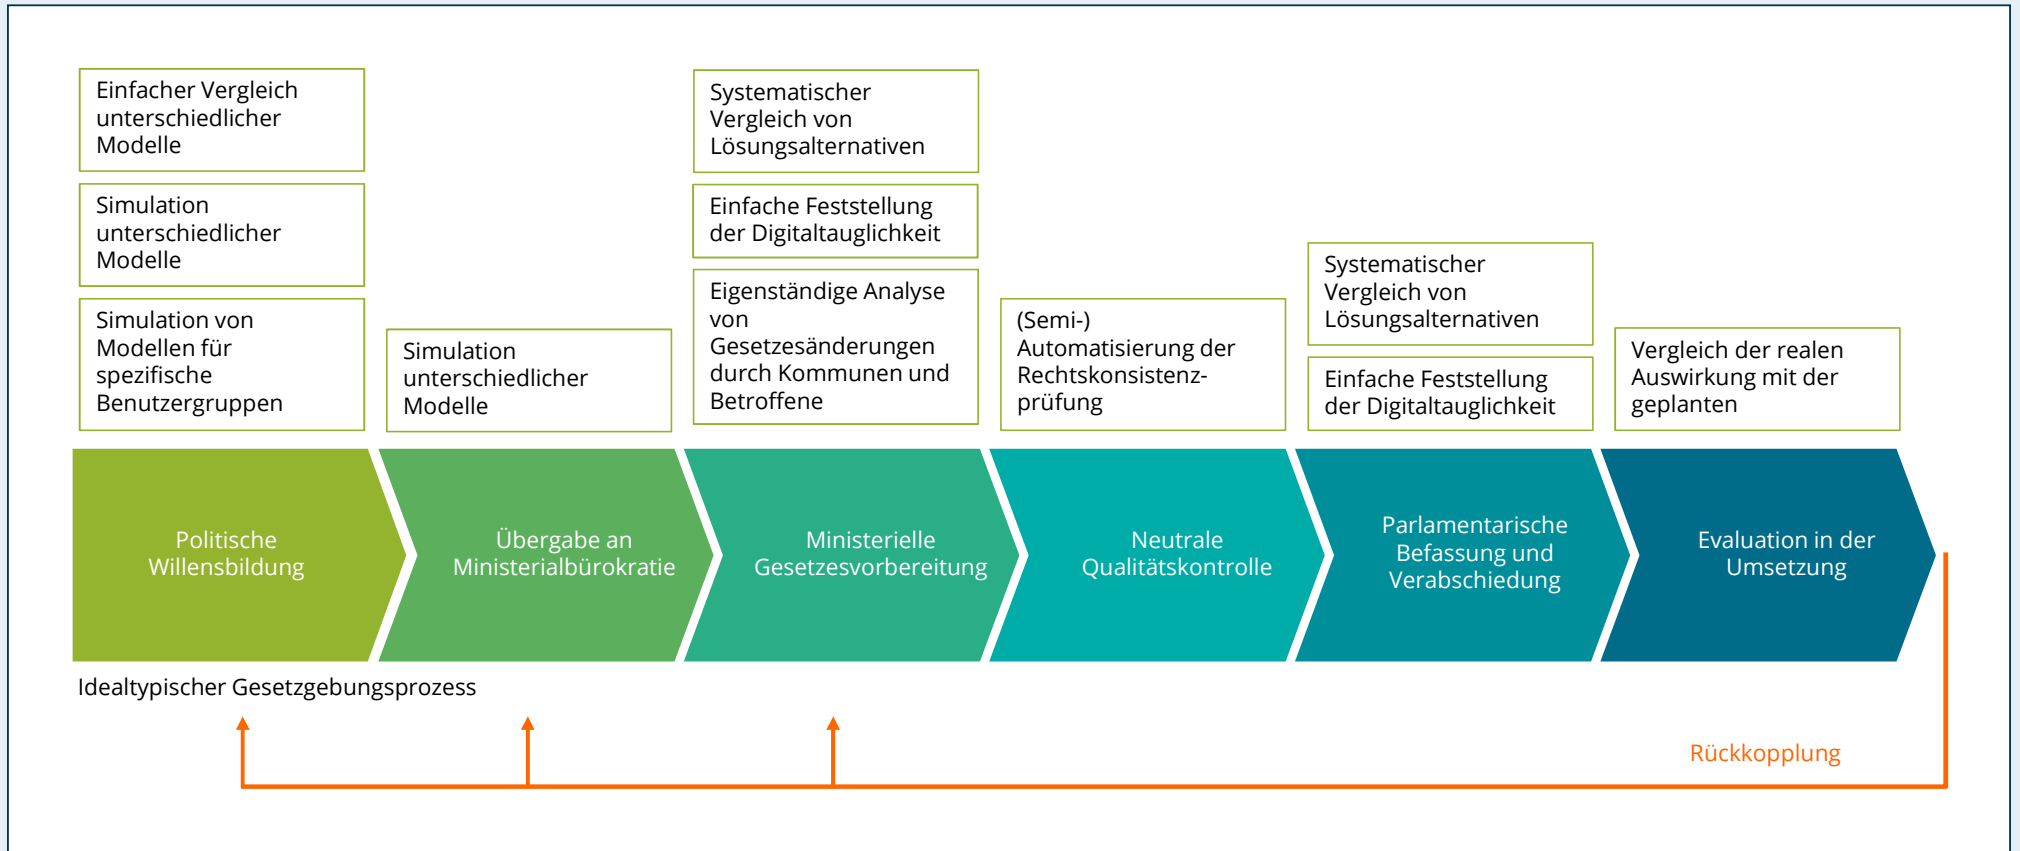 Einfacher Vergleich
unterschiedlicher
Modelle
Simulation
unterschiedlicher
Modelle
Simulation von
Modellen für
spezifische
Benutzergruppen
Simulation
unterschiedlicher
Modelle
Systematischer
Vergleich von
Lösungsalternativen
Einfache Feststellung
der Digitaltauglichkeit
Eigenständige Analyse
von
Gesetzesänderungen
durch Kommunen und
Betroffene
(Semi-)
Automatisierung der
Rechtskonsistenz-
prüfung
Systematischer
Vergleich von
Lösungsalternativen
Einfache Feststellung
der Digitaltauglichkeit
Vergleich der realen
Auswirkung mit der
geplanten
Politische
Willensbildung
Übergabe an
Ministerialbürokratie
Ministerielle
Gesetzesvorbereitung
Neutrale
Qualitätskontrolle
Parlamentarische
Befassung und
Verabschiedung
Evaluation in der
Umsetzung
Idealtypischer Gesetzgebungsprozess
Rückkopplung